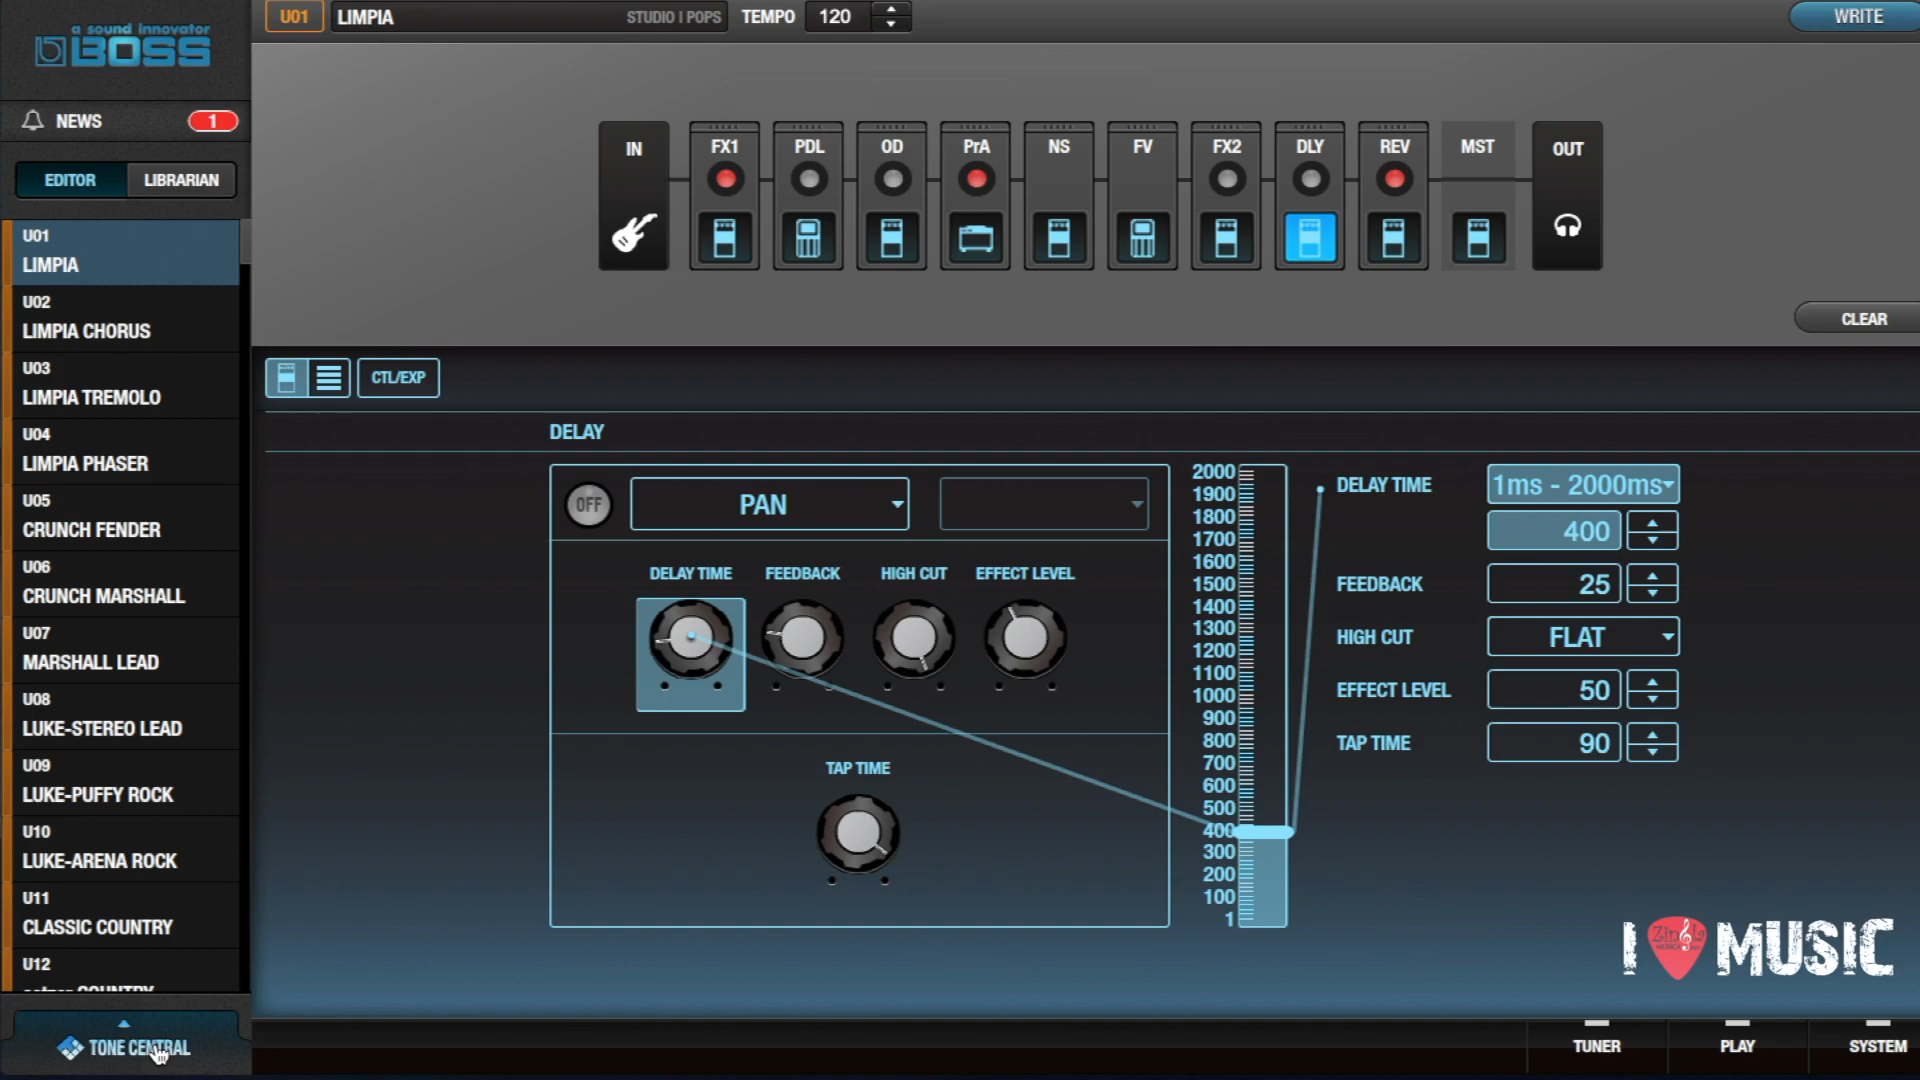 a sound innovator
BOSS
U01 LIMPIA STUDIO | POPS TEMPO 120
WRITE
NEWS 1
EDITOR LIBRARIAN
IN FX1 PDL OD PrA NS FV FX2 DLY REV MST OUT
CLEAR
U01
LIMPIA
U02
LIMPIA CHORUS
U03
LIMPIA TREMOLO
U04
LIMPIA PHASER
U05
CRUNCH FENDER
U06
CRUNCH MARSHALL
U07
MARSHALL LEAD
U08
LUKE-STEREO LEAD
U09
LUKE-PUFFY ROCK
U10
LUKE-ARENA ROCK
U11
CLASSIC COUNTRY
U12
COUNTRY
TONE CENTRAL
CTL/EXP
DELAY
OFF PAN
DELAY TIME FEEDBACK HIGH CUT EFFECT LEVEL
TAP TIME
2000
1900
1800
1700
1600
1500
1400
1300
1200
1100
1000
900
800
700
600
500
400
300
200
100
1
DELAY TIME 1ms - 2000ms
400
FEEDBACK 25
HIGH CUT FLAT
EFFECT LEVEL 50
TAP TIME 90
I MUSIC
TUNER PLAY SYSTEM